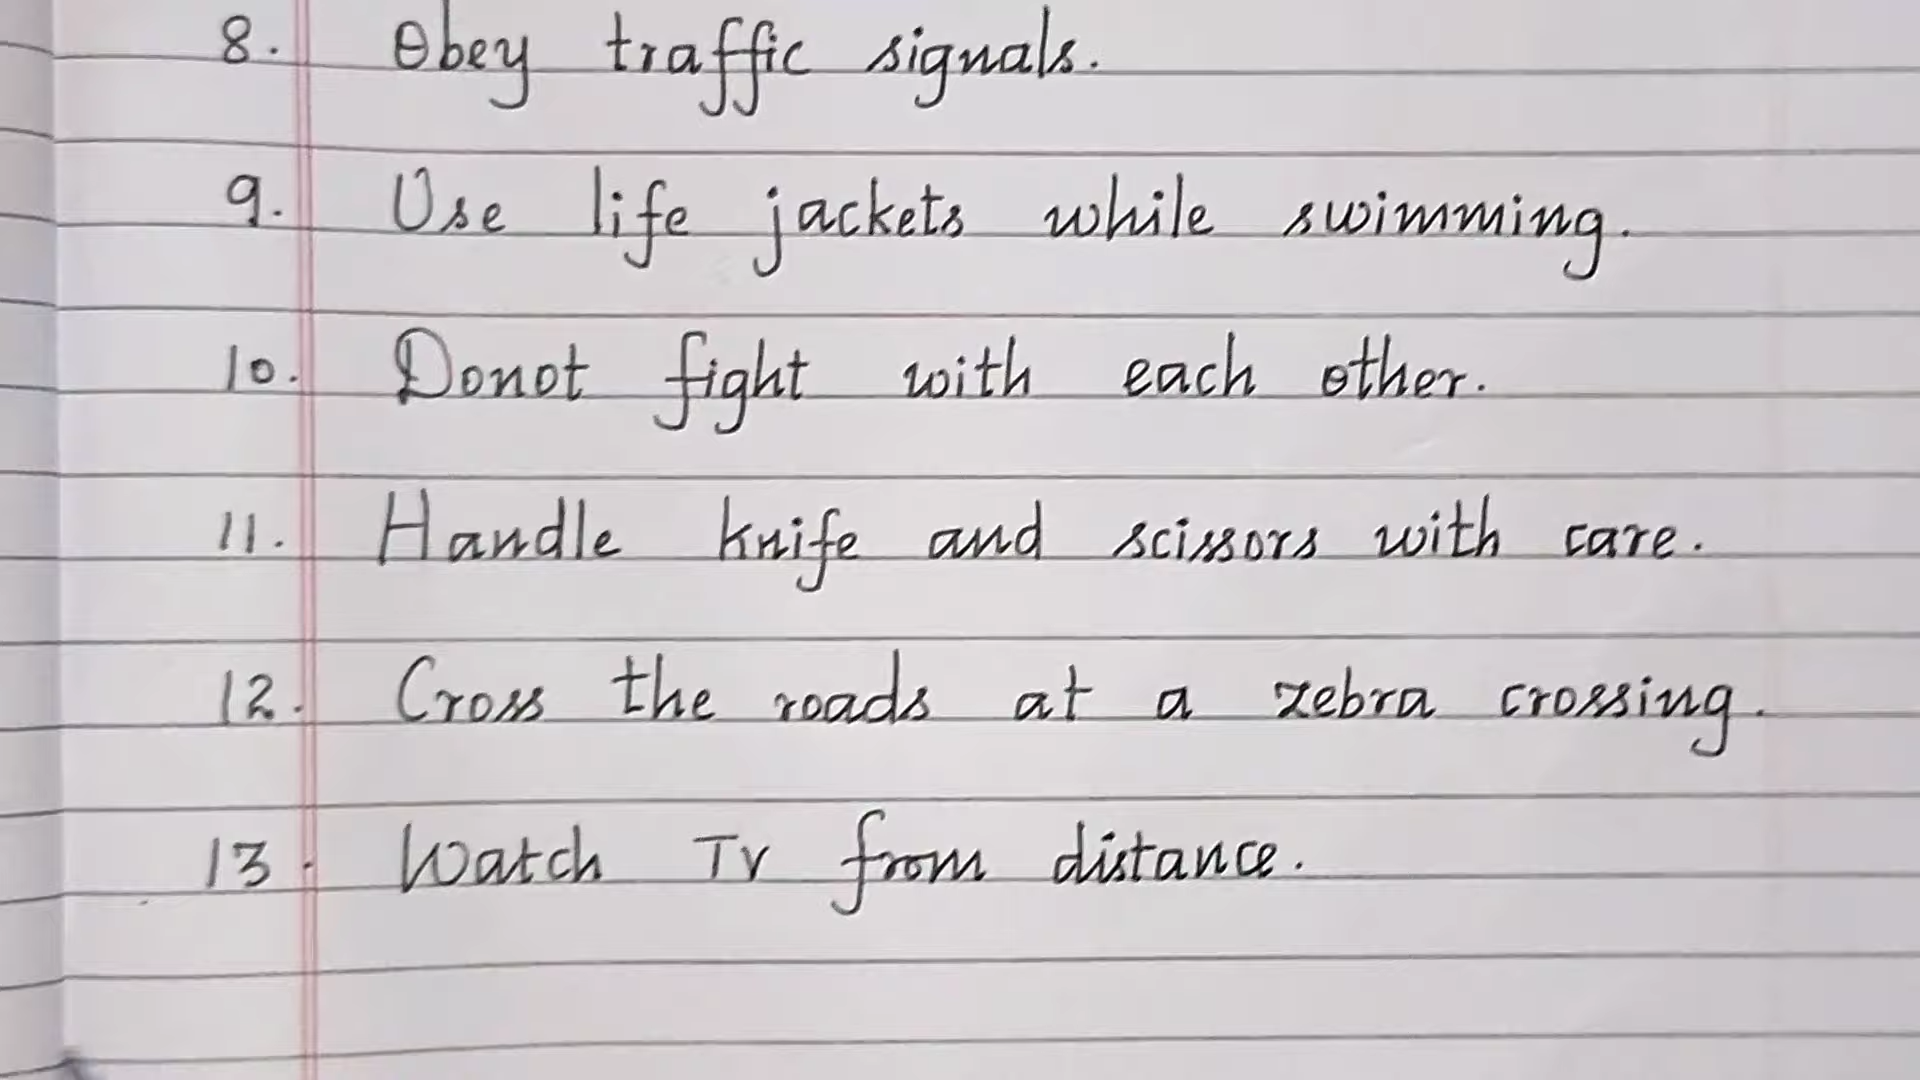 8. Obey traffic signals.
9. Use life jackets while swimming.
10. Donot fight with each other.
11. Handle knife and scissors with care.
12. Cross the roads at a zebra crossing.
13. Watch TV from distance.